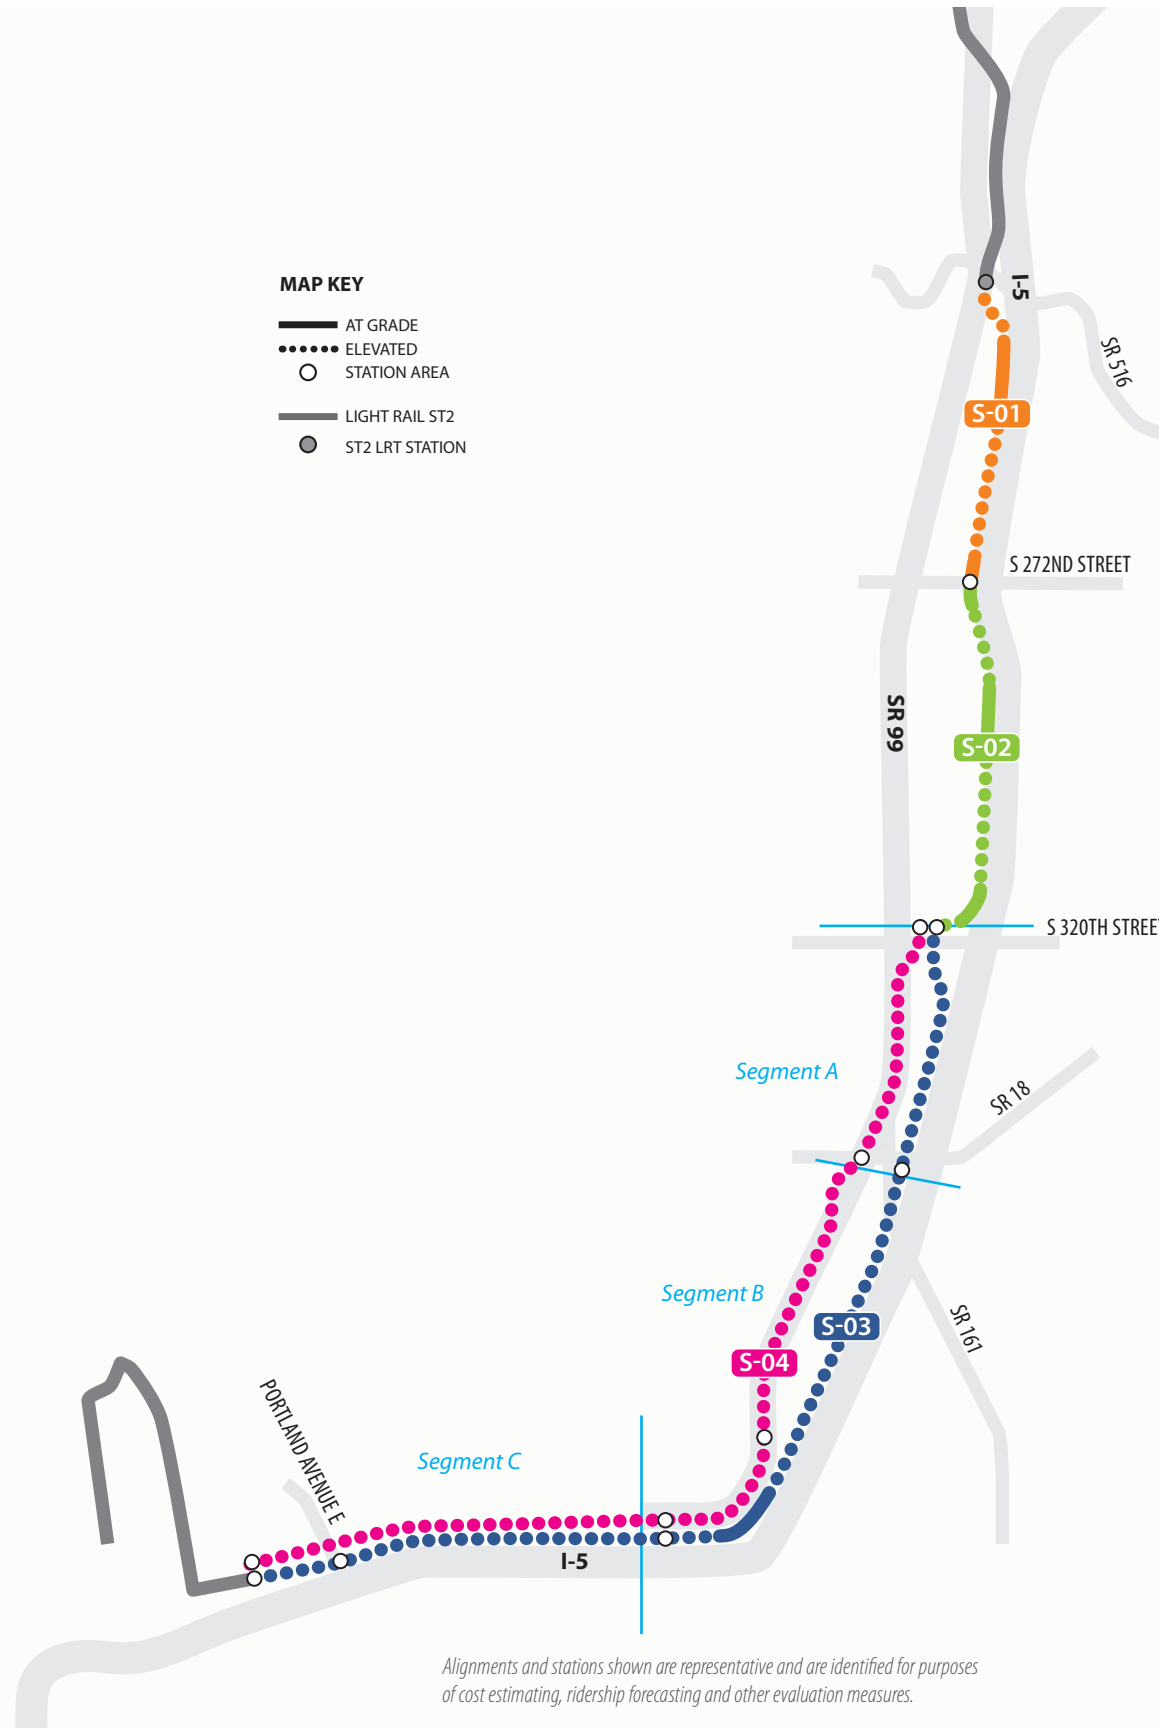 MAP KEY
AT GRADE
ELEVATED
STATION AREA
LIGHT RAIL ST2
ST2 LRT STATION
I-5
SR 516
S-01
S 272ND STREET
SR 99
S-02
S 320TH STREET
Segment A
SR 18
Segment B
SR 161
S-03
S-04
PORTLAND AVENUE E
Segment C
I-5
Alignments and stations shown are representative and are identified for purposes
of cost estimating, ridership forecasting and other evaluation measures.